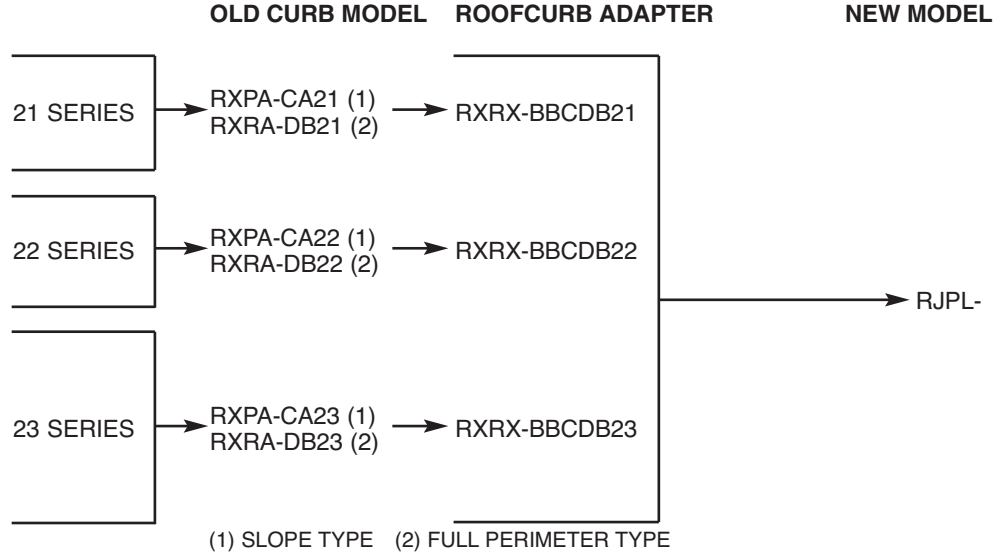 OLD CURB MODEL ROOFCURB ADAPTER NEW MODEL
21 SERIES
RXPA-CA21 (1)
RXRA-DB21 (2)
RXRX-BBCDB21
22 SERIES
RXPA-CA22 (1)
RXRA-DB22 (2)
RXRX-BBCDB22
RJPL-
23 SERIES
RXPA-CA23 (1)
RXRA-DB23 (2)
RXRX-BBCDB23
(1) SLOPE TYPE (2) FULL PERIMETER TYPE